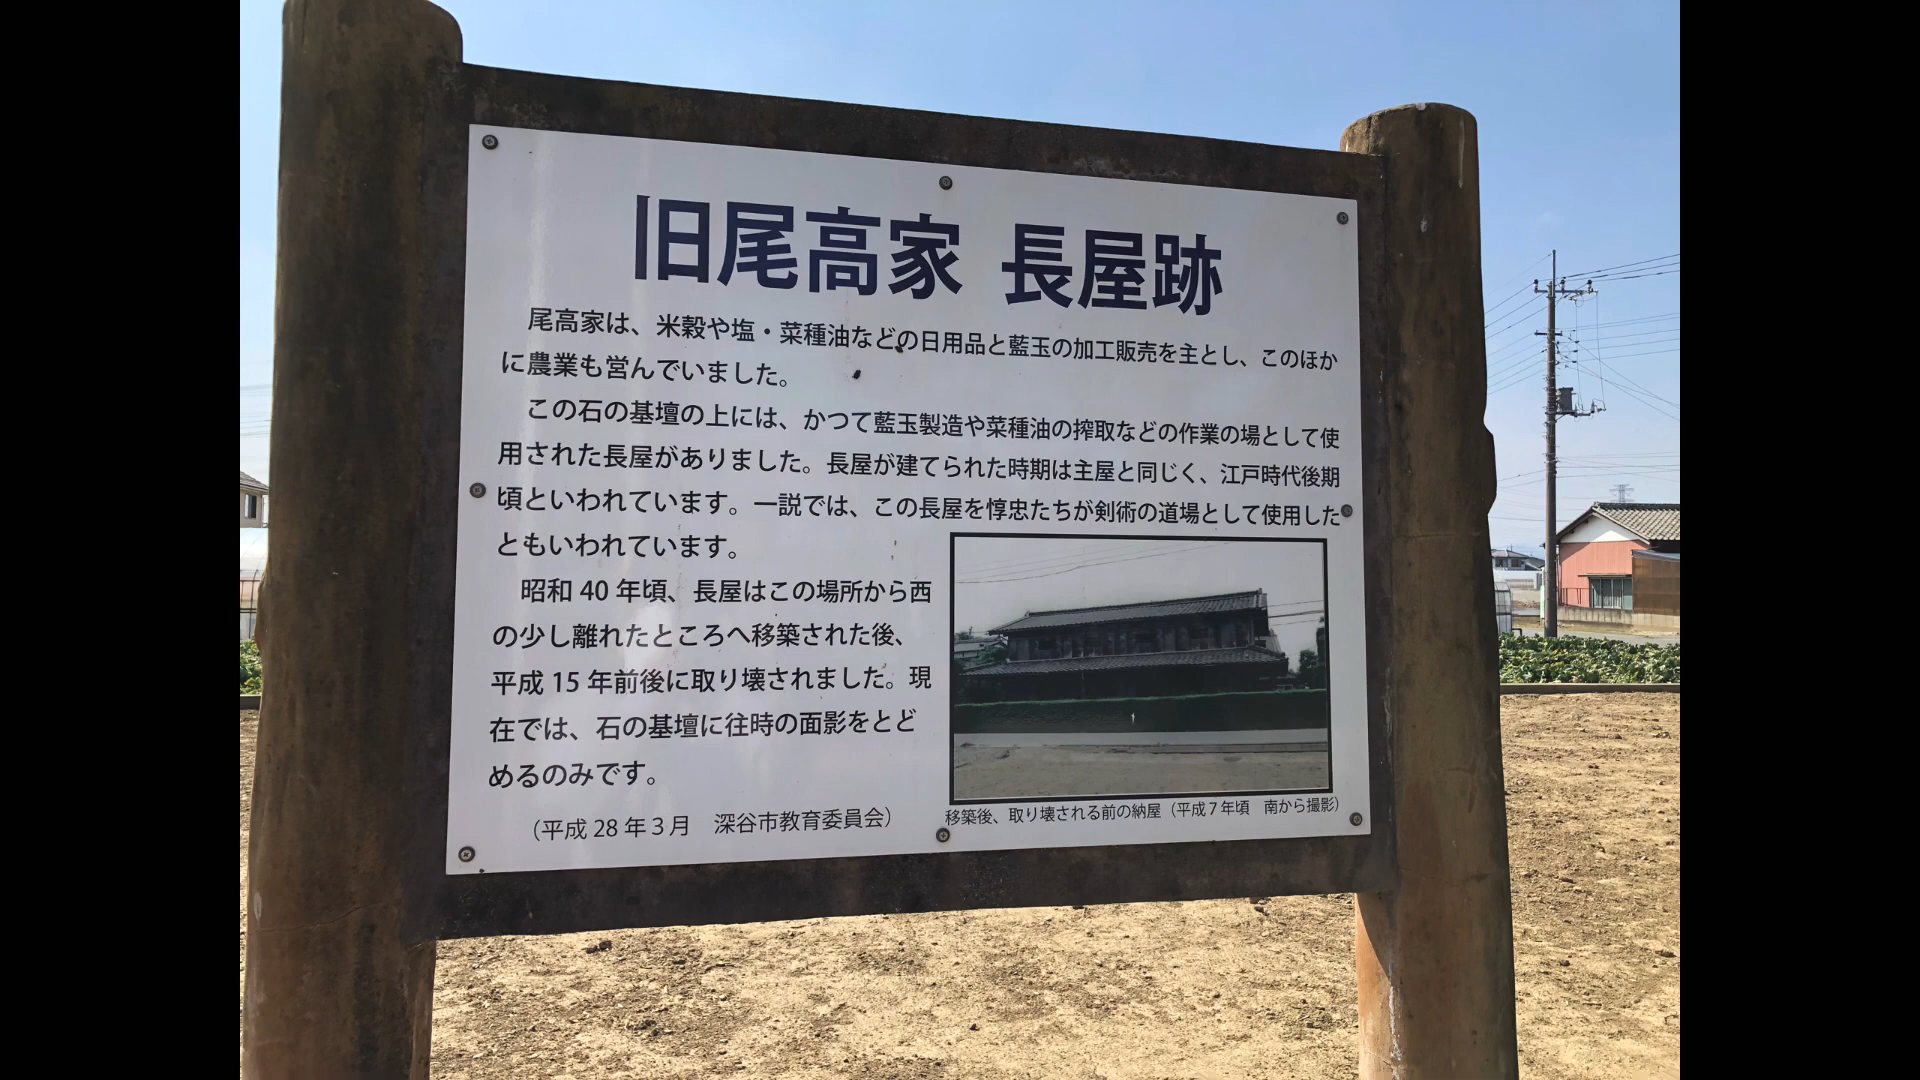 旧尾高家 長屋跡
尾高家は、米穀や塩・菜種油などの日用品と藍玉の加工販売を主とし、このほか
に農業も営んでいました。
この石の基壇の上には、かつて藍玉製造や菜種油の搾取などの作業の場として使
用された長屋がありました。長屋が建てられた時期は主屋と同じく、江戸時代後期
頃といわれています。一説では、この長屋を惇忠たちが剣術の道場として使用した
ともいわれています。
昭和 40 年頃、長屋はこの場所から西
の少し離れたところへ移築された後、
平成 15 年前後に取り壊されました。現
在では、石の基壇に往時の面影をとど
めるのみです。
（平成 28 年３月　深谷市教育委員会）
移築後、取り壊される前の納屋（平成７年頃　南から撮影）